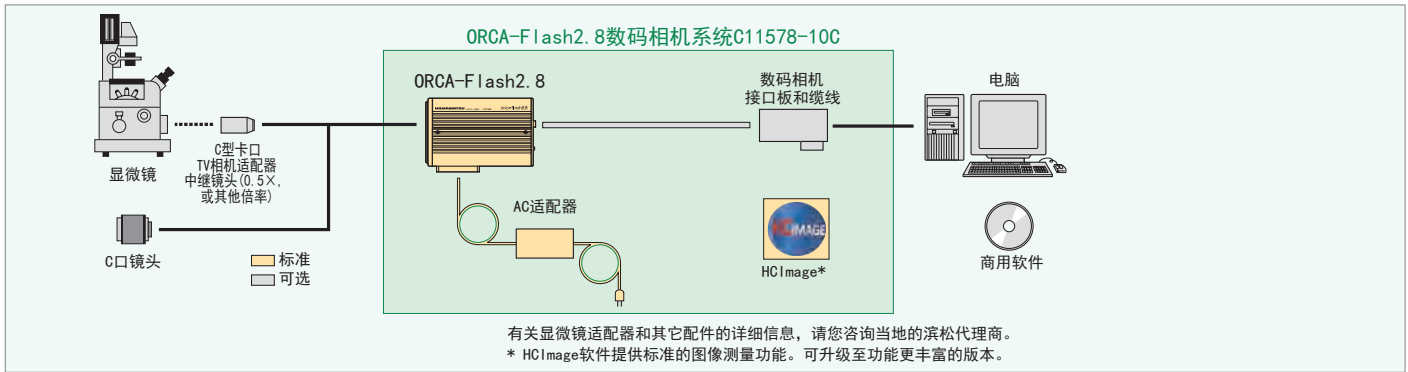 ORCA-Flash2.8数码相机系统C11578-10C
ORCA-Flash2.8
数码相机
接口板和缆线
电脑
HAMAMATSU
orca-flash2.8
显微镜
C型卡口
TV相机适配器
中继镜头(0.5×,
或其他倍率)
AC适配器
HCIMAGE
C口镜头
标准
可选
HCImage*
商用软件
有关显微镜适配器和其它配件的详细信息，请您咨询当地的滨松代理商。
* HCImage软件提供标准的图像测量功能。可升级至功能更丰富的版本。